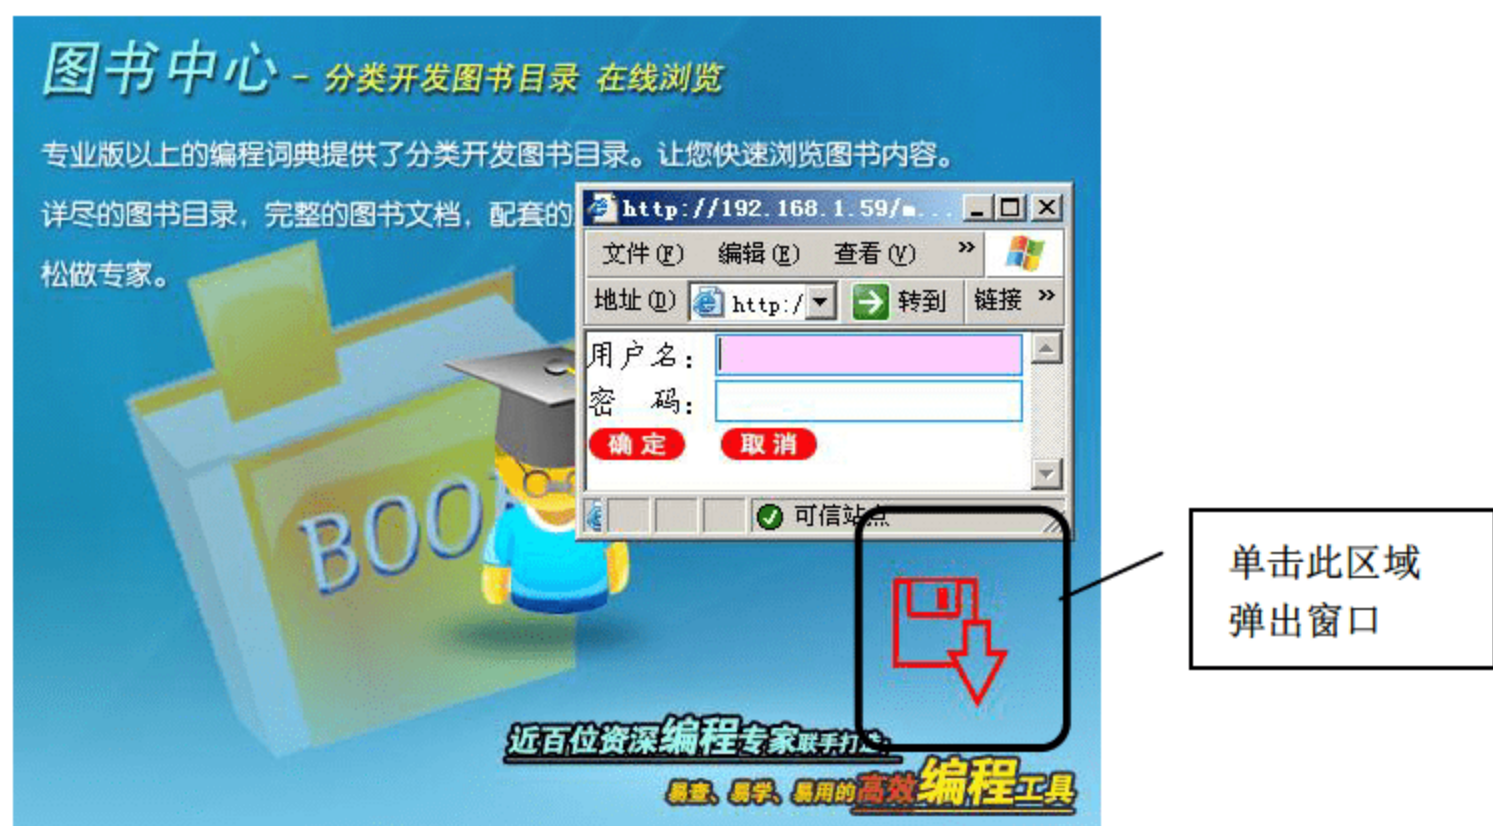 图书中心 - 分类开发图书目录 在线浏览
专业版以上的编程词典提供了分类开发图书目录。让您快速浏览图书内容。
详尽的图书目录，完整的图书文档，配套的
松做专家。
http://192.168.1.59/m...
文件(F) 编辑(E) 查看(V) »
地址(D) http:/ 转到 链接 »
用户名：
密 码：
确定 取消
可信站点
BOO
单击此区域
弹出窗口
近百位资深编程专家联手打造，
易查、易学、易用的高效编程工具